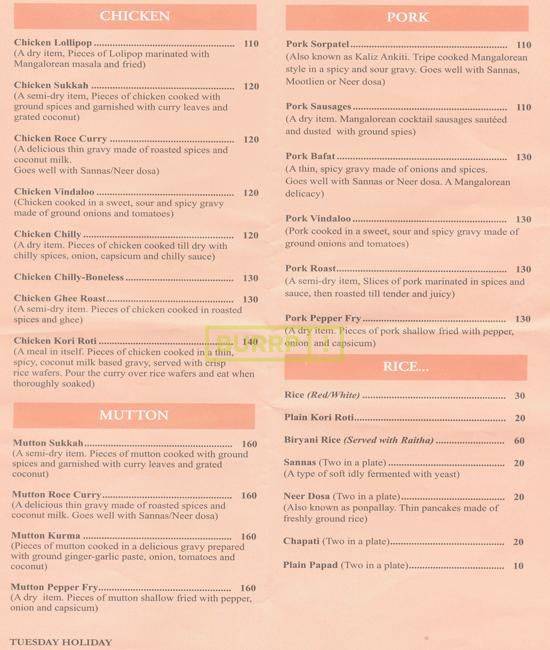 CHICKEN
Chicken Lollipop 110
(A dry item, Pieces of Lolipop marinated with
Mangalorean masala and fried)
Chicken Sukkah 120
(A semi-dry item, Pieces of chicken cooked with
ground spices and garnished with curry leaves and
grated coconut)
Chicken Roce Curry 120
(A delicious thin gravy made of roasted spices and
coconut milk.
Goes well with Sannas/Neer dosa)
Chicken Vindaloo 120
(Chicken cooked in a sweet, sour and spicy gravy
made of ground onions and tomatoes)
Chicken Chilly 120
(A dry item. Pieces of chicken cooked till dry with
chilly spices, onion, capsicum and chilly sauce)
Chicken Chilly-Boneless 130
Chicken Ghee Roast 130
(A semi-dry item. Pieces of chicken cooked in roasted
spices and ghee)
Chicken Kori Roti 140
(A meal in itself. Pieces of chicken cooked in a thin,
spicy, coconut milk based gravy, served with crisp
rice wafers. Pour the curry over rice wafers and eat when
thoroughly soaked)
MUTTON
Mutton Sukkah 160
(A semi-dry item. Pieces of mutton cooked with ground
spices and garnished with curry leaves and grated
coconut)
Mutton Roce Curry 160
(A delicious thin gravy made of roasted spices and
coconut milk. Goes well with Sannas/Neer dosa)
Mutton Kurma 160
(Pieces of mutton cooked in a delicious gravy prepared
with ground ginger-garlic paste, onion, tomatoes and
coconut)
Mutton Pepper Fry 160
(A dry item. Pieces of mutton shallow fried with pepper,
onion and capsicum)
TUESDAY HOLIDAY
PORK
Pork Sorpatel 110
(Also known as Kaliz Ankiti. Tripe cooked Mangalorean
style in a spicy and sour gravy. Goes well with Sannas,
Mootlien or Neer dosa)
Pork Sausages 110
(A dry item. Mangalorean cocktail sausages sautéed
and dusted with ground spies)
Pork Bafat 130
(A thin, spicy gravy made of onions and spices.
Goes well with Sannas or Neer dosa. A Mangalorean
delicacy)
Pork Vindaloo 130
(Pork cooked in a sweet, sour and spicy gravy made of
ground onions and tomatoes)
Pork Roast 130
(A semi-dry item, Slices of pork marinated in spices and
sauce, then roasted till tender and juicy)
Pork Pepper Fry 130
(A dry item. Pieces of pork shallow fried with pepper,
onion and capsicum)
BURRP!
RICE...
Rice (Red/White) 30
Plain Kori Roti 20
Biryani Rice (Served with Raitha) 60
Sannas (Two in a plate) 20
(A type of soft idly fermented with yeast)
Neer Dosa (Two in a plate) 20
(Also known as ponpallay. Thin pancakes made of
freshly ground rice)
Chapati (Two in a plate) 20
Plain Papad (Two in a plate) 10